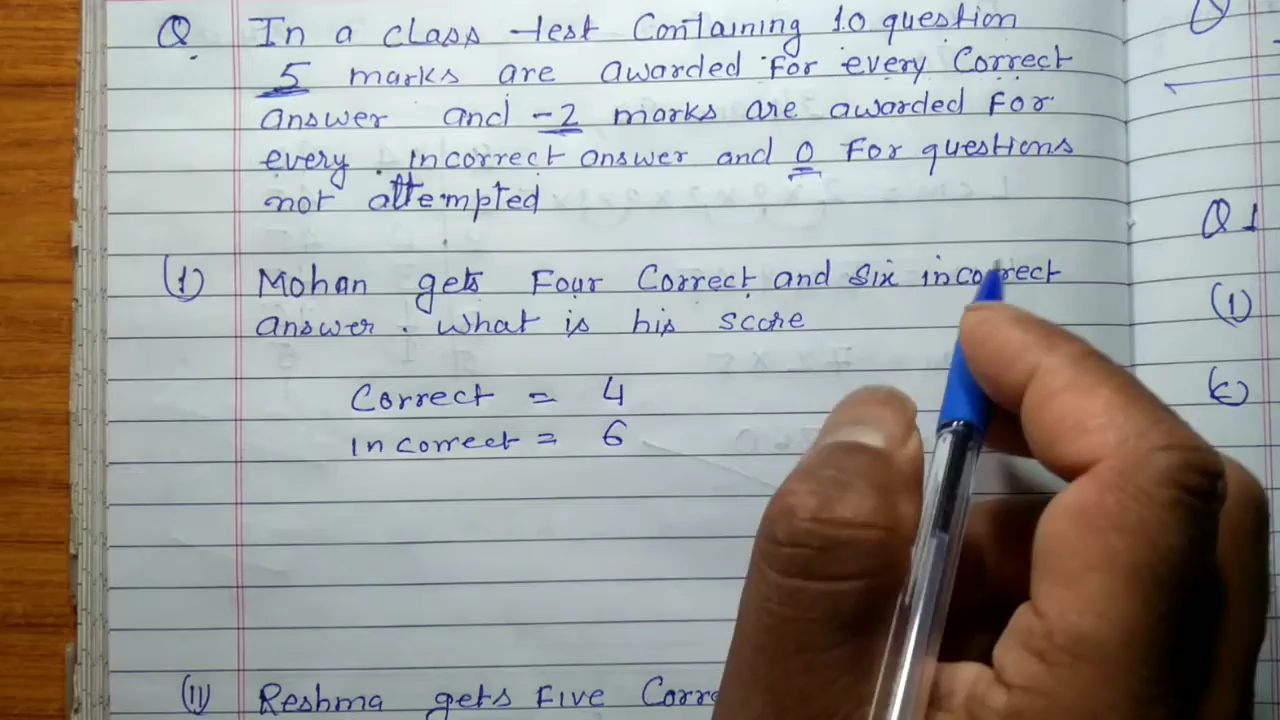 Q In a class test Containing 10 question
5 marks are awarded for every Correct
answer and -2 marks are awarded for
every incorrect answer and 0 for questions
not attempted
(1) Mohan gets Four Correct and six incorrect
answer. What is his score
Correct = 4
Incorrect = 6
(II) Reshma gets Five
Q 1
(1)